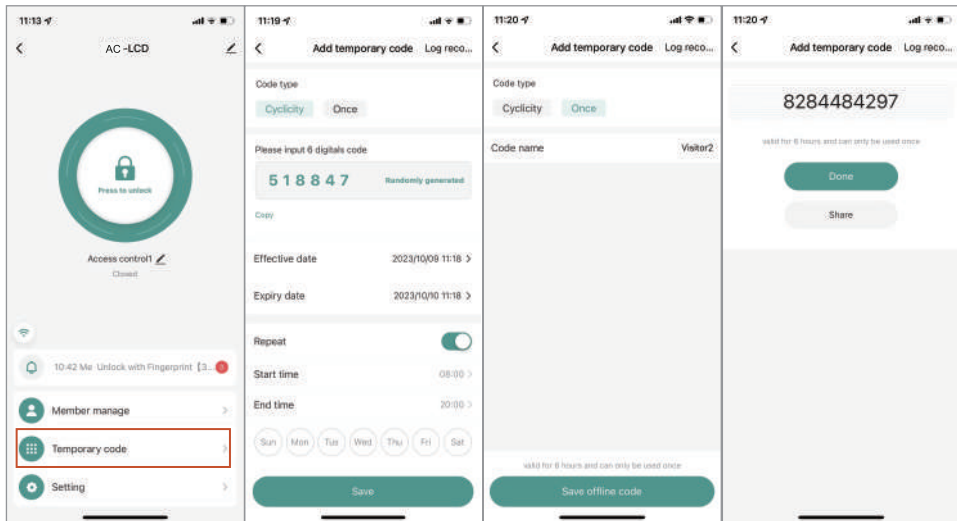 11:13
AC -LCD
Press to unlock
Access control1
Closed
10:42 Me Unlock with Fingerprint【3...
Member manage
Temporary code
Setting
11:19
Add temporary code Log reco...
Code type
Cyclicity Once
Please input 6 digitals code
518847 Randomly generated
Copy
Effective date 2023/10/09 11:18
Expiry date 2023/10/10 11:18
Repeat
Start time 08:00
End time 20:00
Sun Mon Tue Wed Thu Fri Sat
Save
11:20
Add temporary code Log reco...
Code type
Cyclicity Once
Code name Visitor2
valid for 6 hours and can only be used once
Save offline code
11:20
Add temporary code Log reco...
8284484297
valid for 6 hours and can only be used once
Done
Share